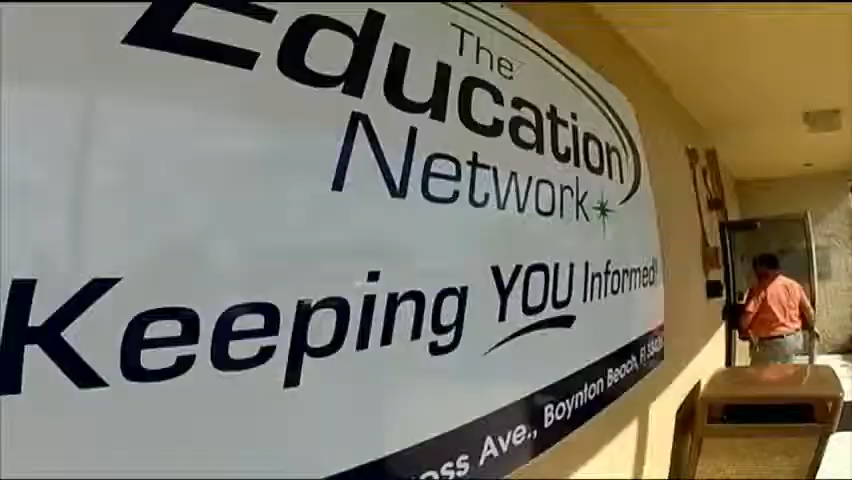 The
Education
Network
Keeping YOU Informed!
Ave., Boynton Beach, Fl